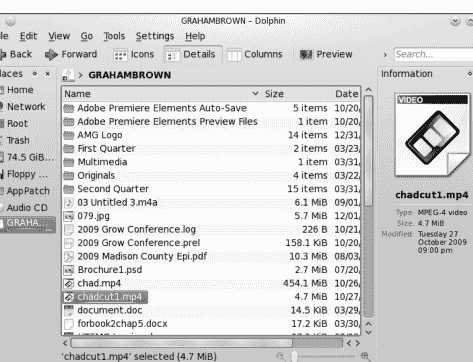 GRAHAMBROWN – Dolphin
le Edit View Go Tools Settings Help
Back Forward Icons Details Columns Preview Search...
laces
GRAHAMBROWN
Information
Home
Network
Root
Trash
74.5 GiB...
Floppy ...
AppPatch
Audio CD
GRAHA...
Name Size Date
Adobe Premiere Elements Auto-Save 5 items 10/20/
Adobe Premiere Elements Preview Files 1 item 10/20/
AMG Logo 14 items 12/31/
First Quarter 2 items 03/23/
Multimedia 1 item 03/31/
Originals 4 items 03/22/
Second Quarter 15 items 03/31/
03 Untitled 3.m4a 6.1 MiB 09/01/
079.jpg 5.7 MiB 12/01/
2009 Grow Conference.log 226 B 10/21/
2009 Grow Conference.prel 158.1 KiB 10/20/
2009 Madison County Epi.pdf 10.3 MiB 08/03/
Brochure1.psd 2.7 MiB 07/20/
chad.mp4 454.1 MiB 10/26/
chadcut1.mp4 4.7 MiB 10/27/
document.doc 14.5 KiB 03/29/
forbook2chap5.docx 17.2 KiB 03/30/
VIDEO
chadcut1.mp4
Type: MPEG-4 video
Size: 4.7 MiB
Modified: Tuesday 27
October 2009
09:00 pm
'chadcut1.mp4' selected (4.7 MiB)